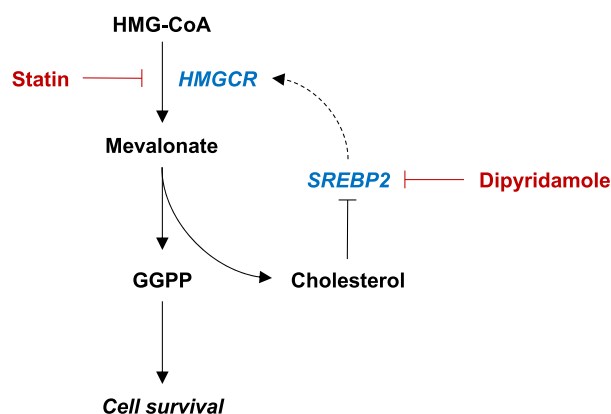 HMG-CoA
Statin
HMGCR
Mevalonate
SREBP2
Dipyridamole
GGPP
Cholesterol
Cell survival